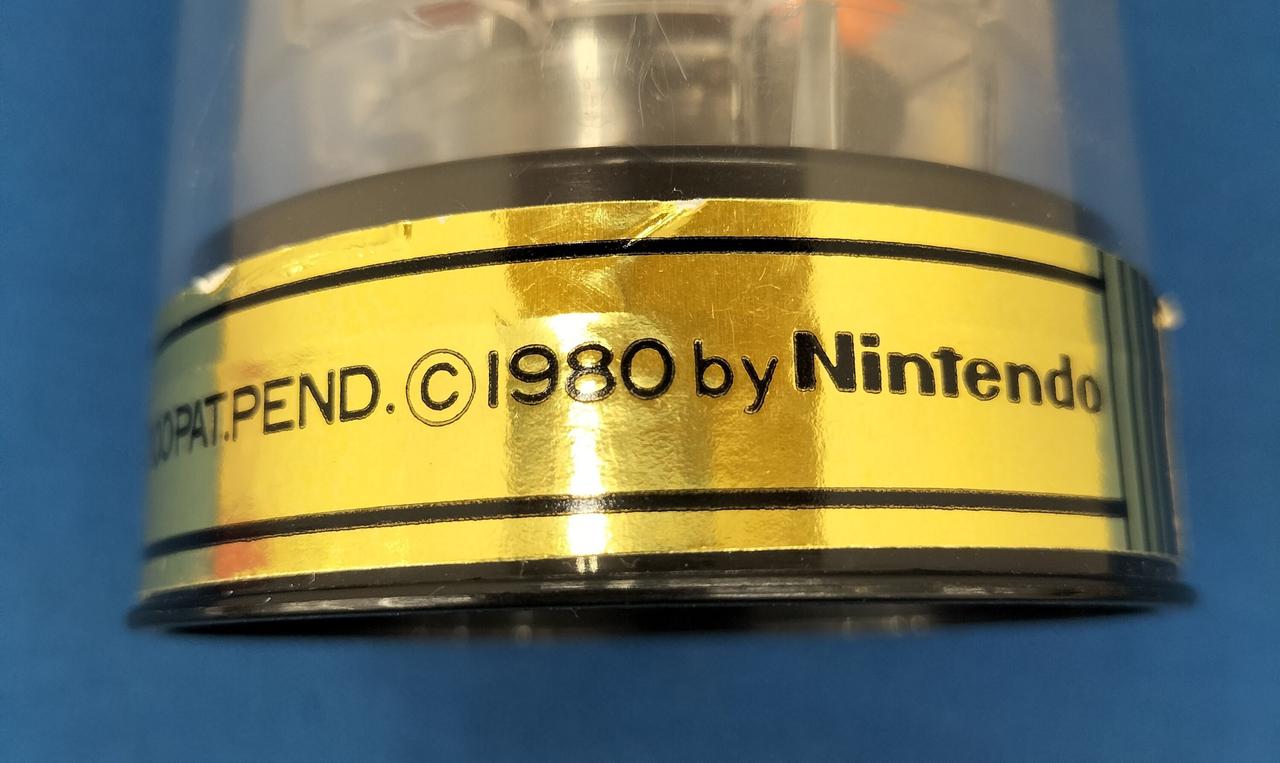 PAT.PEND. ©1980 by Nintendo